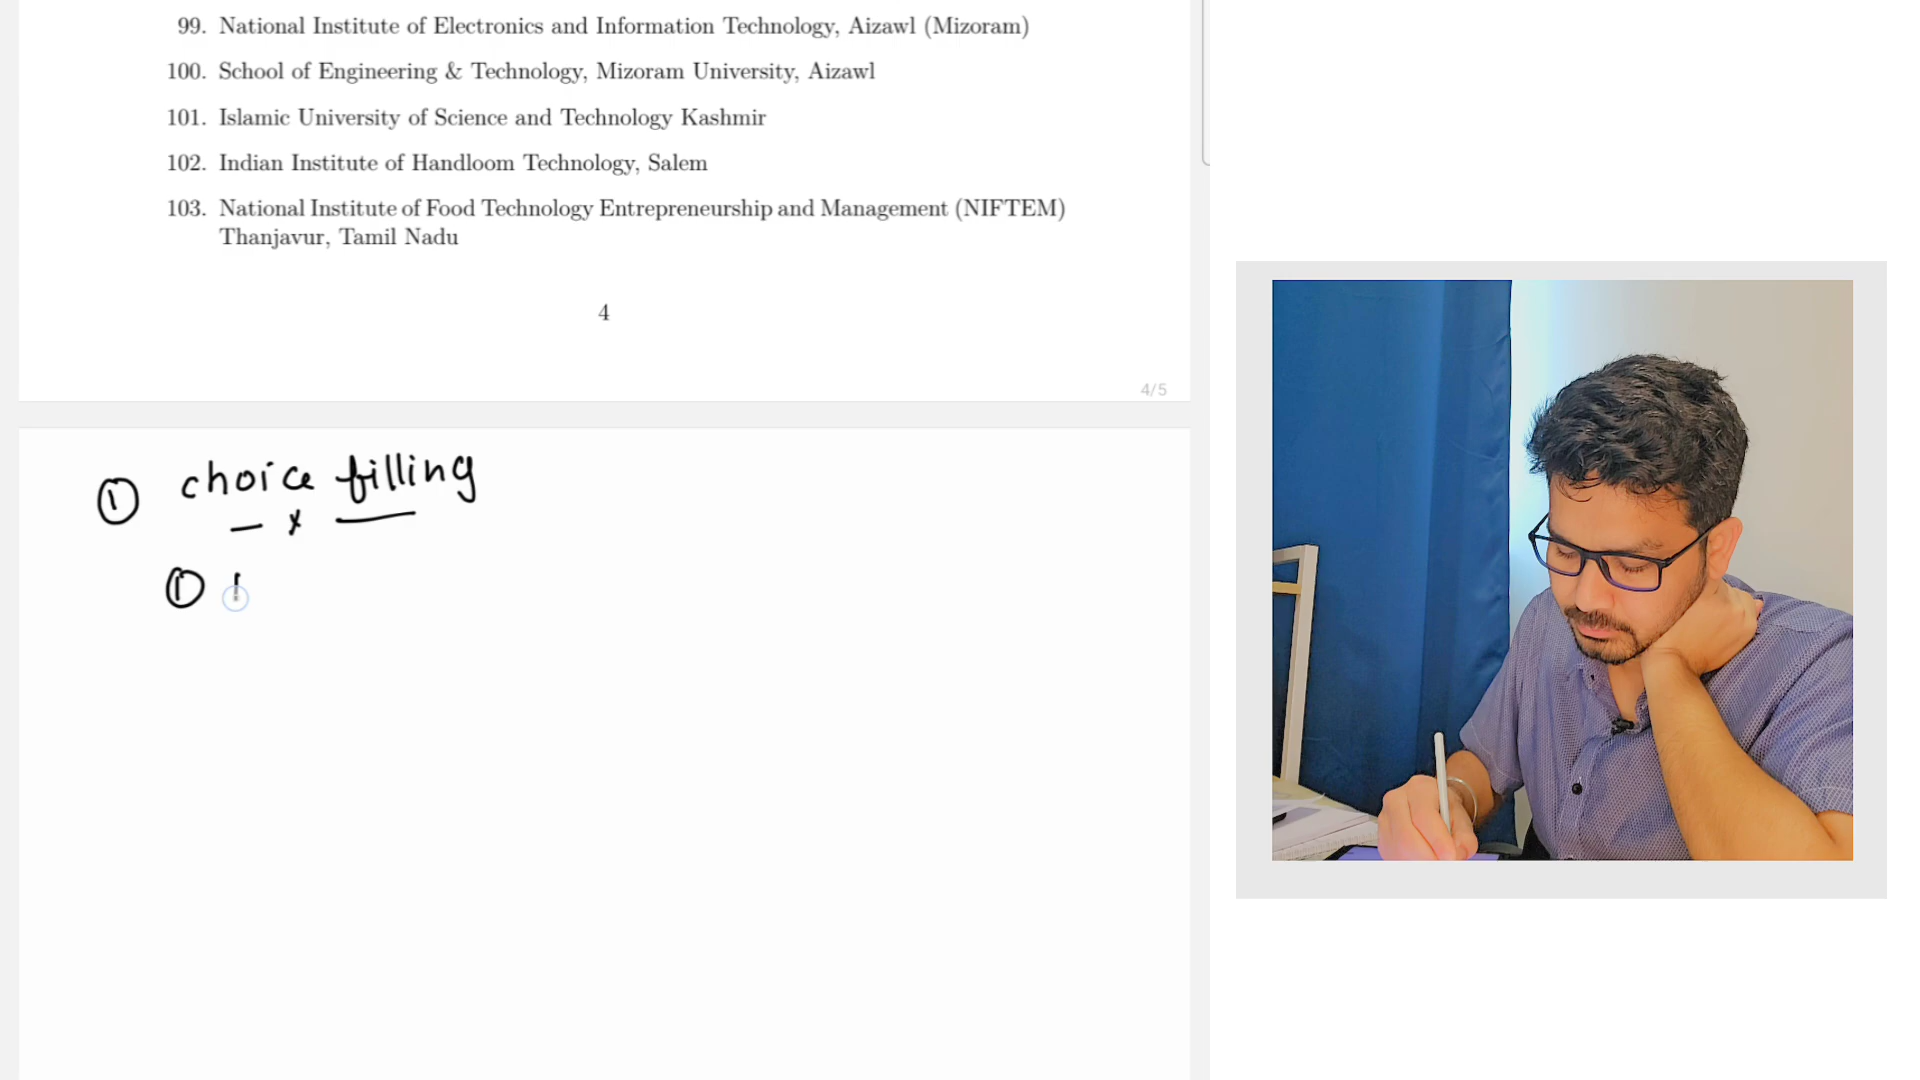 99. National Institute of Electronics and Information Technology, Aizawl (Mizoram)
100. School of Engineering & Technology, Mizoram University, Aizawl
101. Islamic University of Science and Technology Kashmir
102. Indian Institute of Handloom Technology, Salem
103. National Institute of Food Technology Entrepreneurship and Management (NIFTEM)
Thanjavur, Tamil Nadu
4
4/5
① choice filling
①